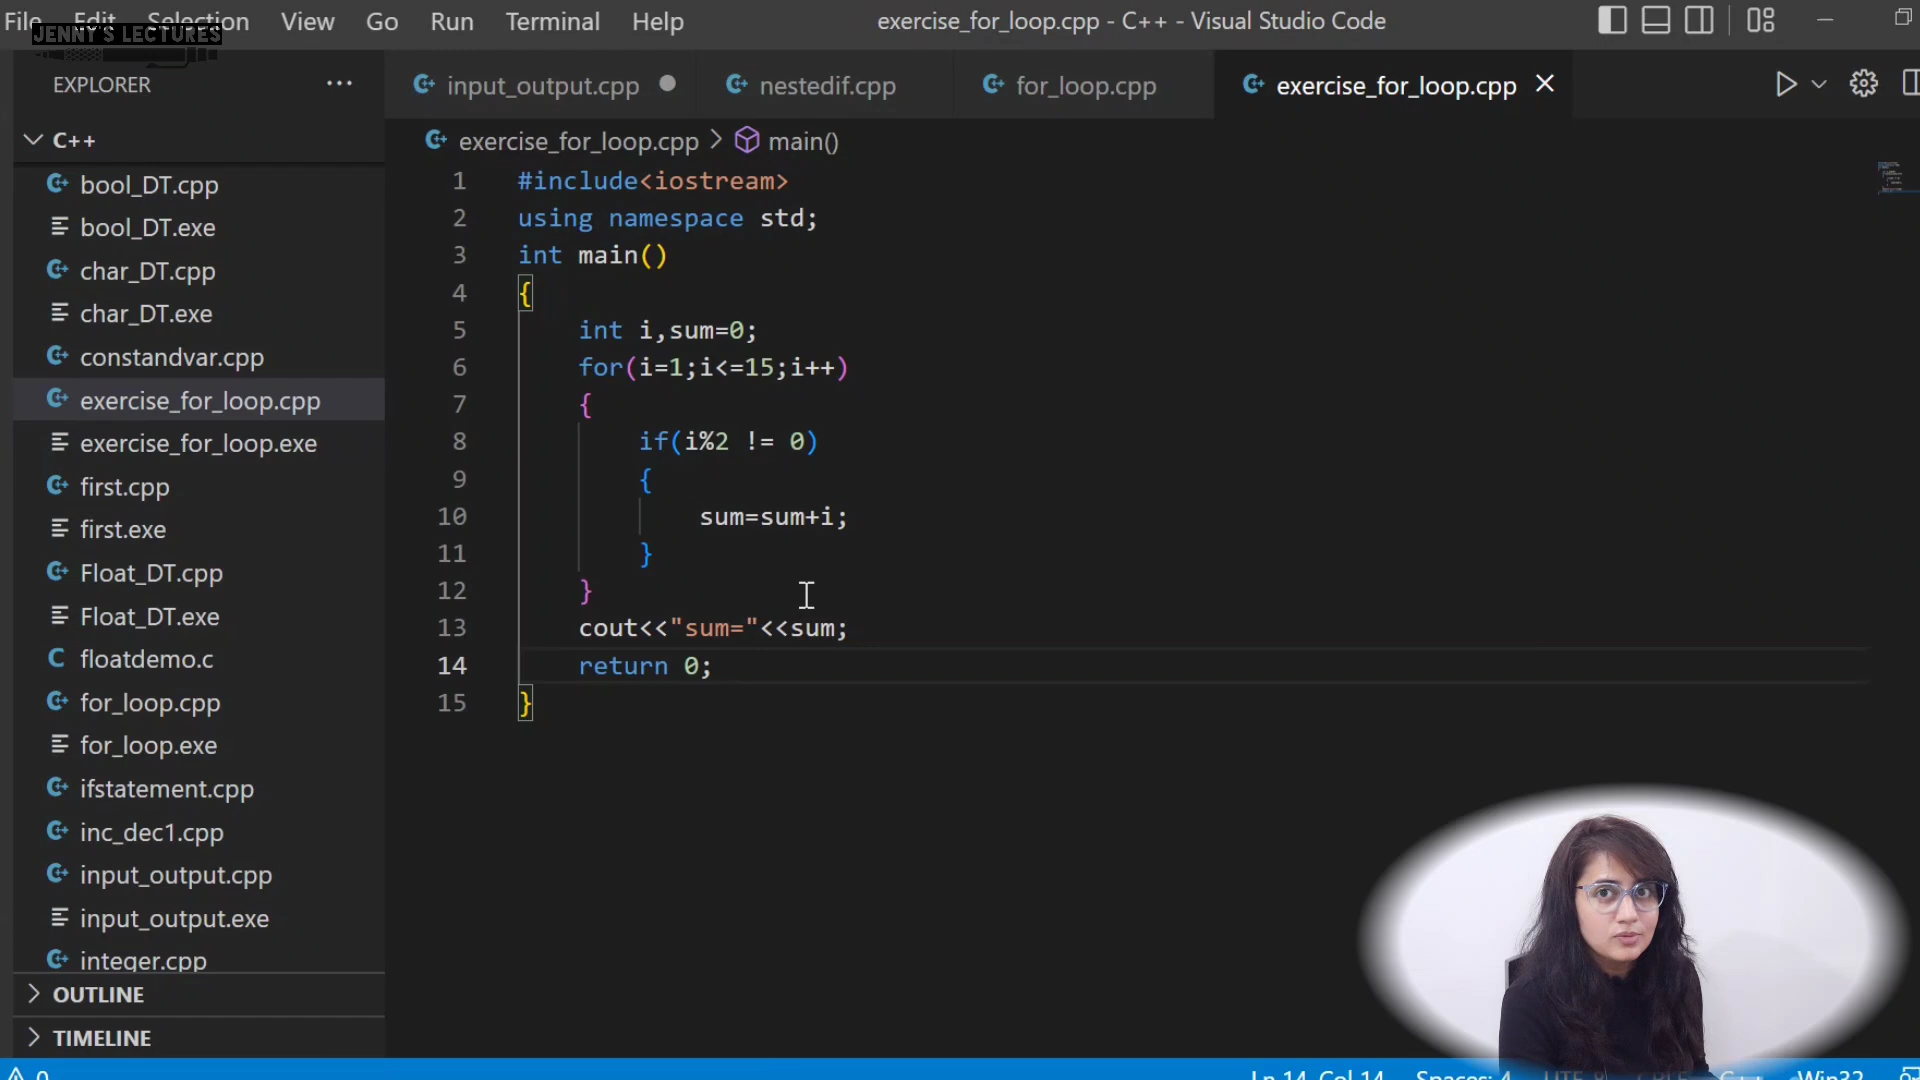 File Edit Selection View Go Run Terminal Help
exercise_for_loop.cpp - C++ - Visual Studio Code
JENNY'S LECTURES
EXPLORER
input_output.cpp
nestedif.cpp
for_loop.cpp
exercise_for_loop.cpp
C++
bool_DT.cpp
bool_DT.exe
char_DT.cpp
char_DT.exe
constandvar.cpp
exercise_for_loop.cpp
exercise_for_loop.exe
first.cpp
first.exe
Float_DT.cpp
Float_DT.exe
floatdemo.c
for_loop.cpp
for_loop.exe
ifstatement.cpp
inc_dec1.cpp
input_output.cpp
input_output.exe
integer.cpp
OUTLINE
TIMELINE
exercise_for_loop.cpp > main()
1 #include<iostream>
2 using namespace std;
3 int main()
4 {
5 int i,sum=0;
6 for(i=1;i<=15;i++)
7 {
8 if(i%2 != 0)
9 {
10 sum=sum+i;
11 }
12 }
13 cout<<"sum="<<sum;
14 return 0;
15 }
0
Ln 14, Col 14 Spaces: 4 C++ Win32